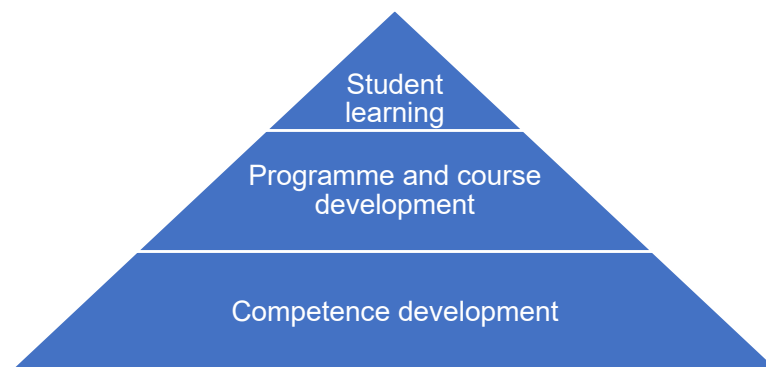 Student
learning
Programme and course
development
Competence development